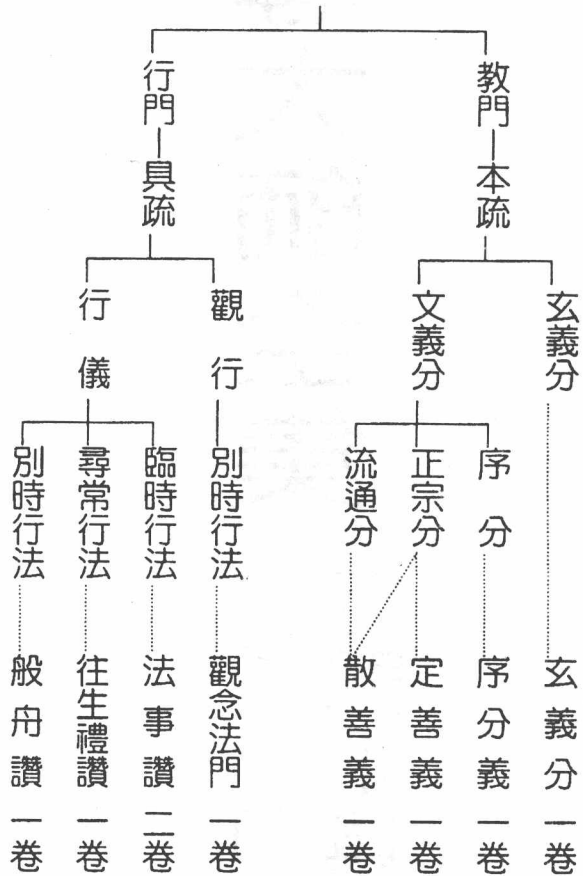 教門—本疏
行門—具疏
玄義分
文義分
觀行
行儀
序分
正宗分
流通分
別時行法
臨時行法
尋常行法
別時行法
玄義分一卷
序分義一卷
定善義一卷
散善義一卷
觀念法門一卷
法事讚二卷
往生禮讚一卷
般舟讚一卷